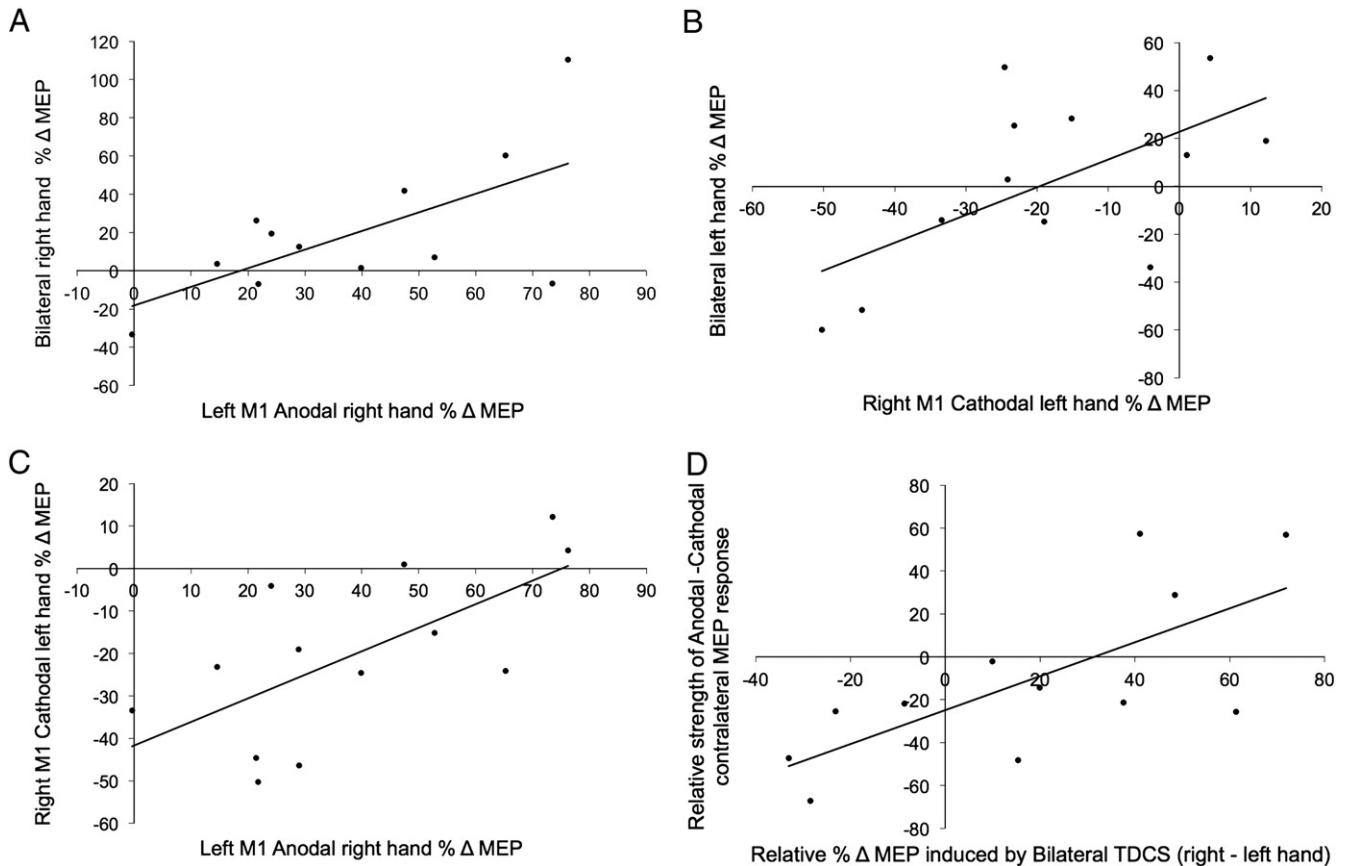 A
120
100
80
60
40
20
0
-20
-40
-60
-10 0 10 20 30 40 50 60 70 80 90
Bilateral right hand % Δ MEP
Left M1 Anodal right hand % Δ MEP
B
60
40
20
0
-20
-40
-60
-80
-60 -50 -40 -30 -20 -10 0 10 20
Bilateral left hand % Δ MEP
Right M1 Cathodal left hand % Δ MEP
C
20
10
0
-10
-20
-30
-40
-50
-60
-10 0 10 20 30 40 50 60 70 80 90
Right M1 Cathodal left hand % Δ MEP
Left M1 Anodal right hand % Δ MEP
D
80
60
40
20
0
-20
-40
-60
-80
-40 -20 0 20 40 60 80
Relative strength of Anodal -Cathodal
contralateral MEP response
Relative % Δ MEP induced by Bilateral TDCS (right - left hand)